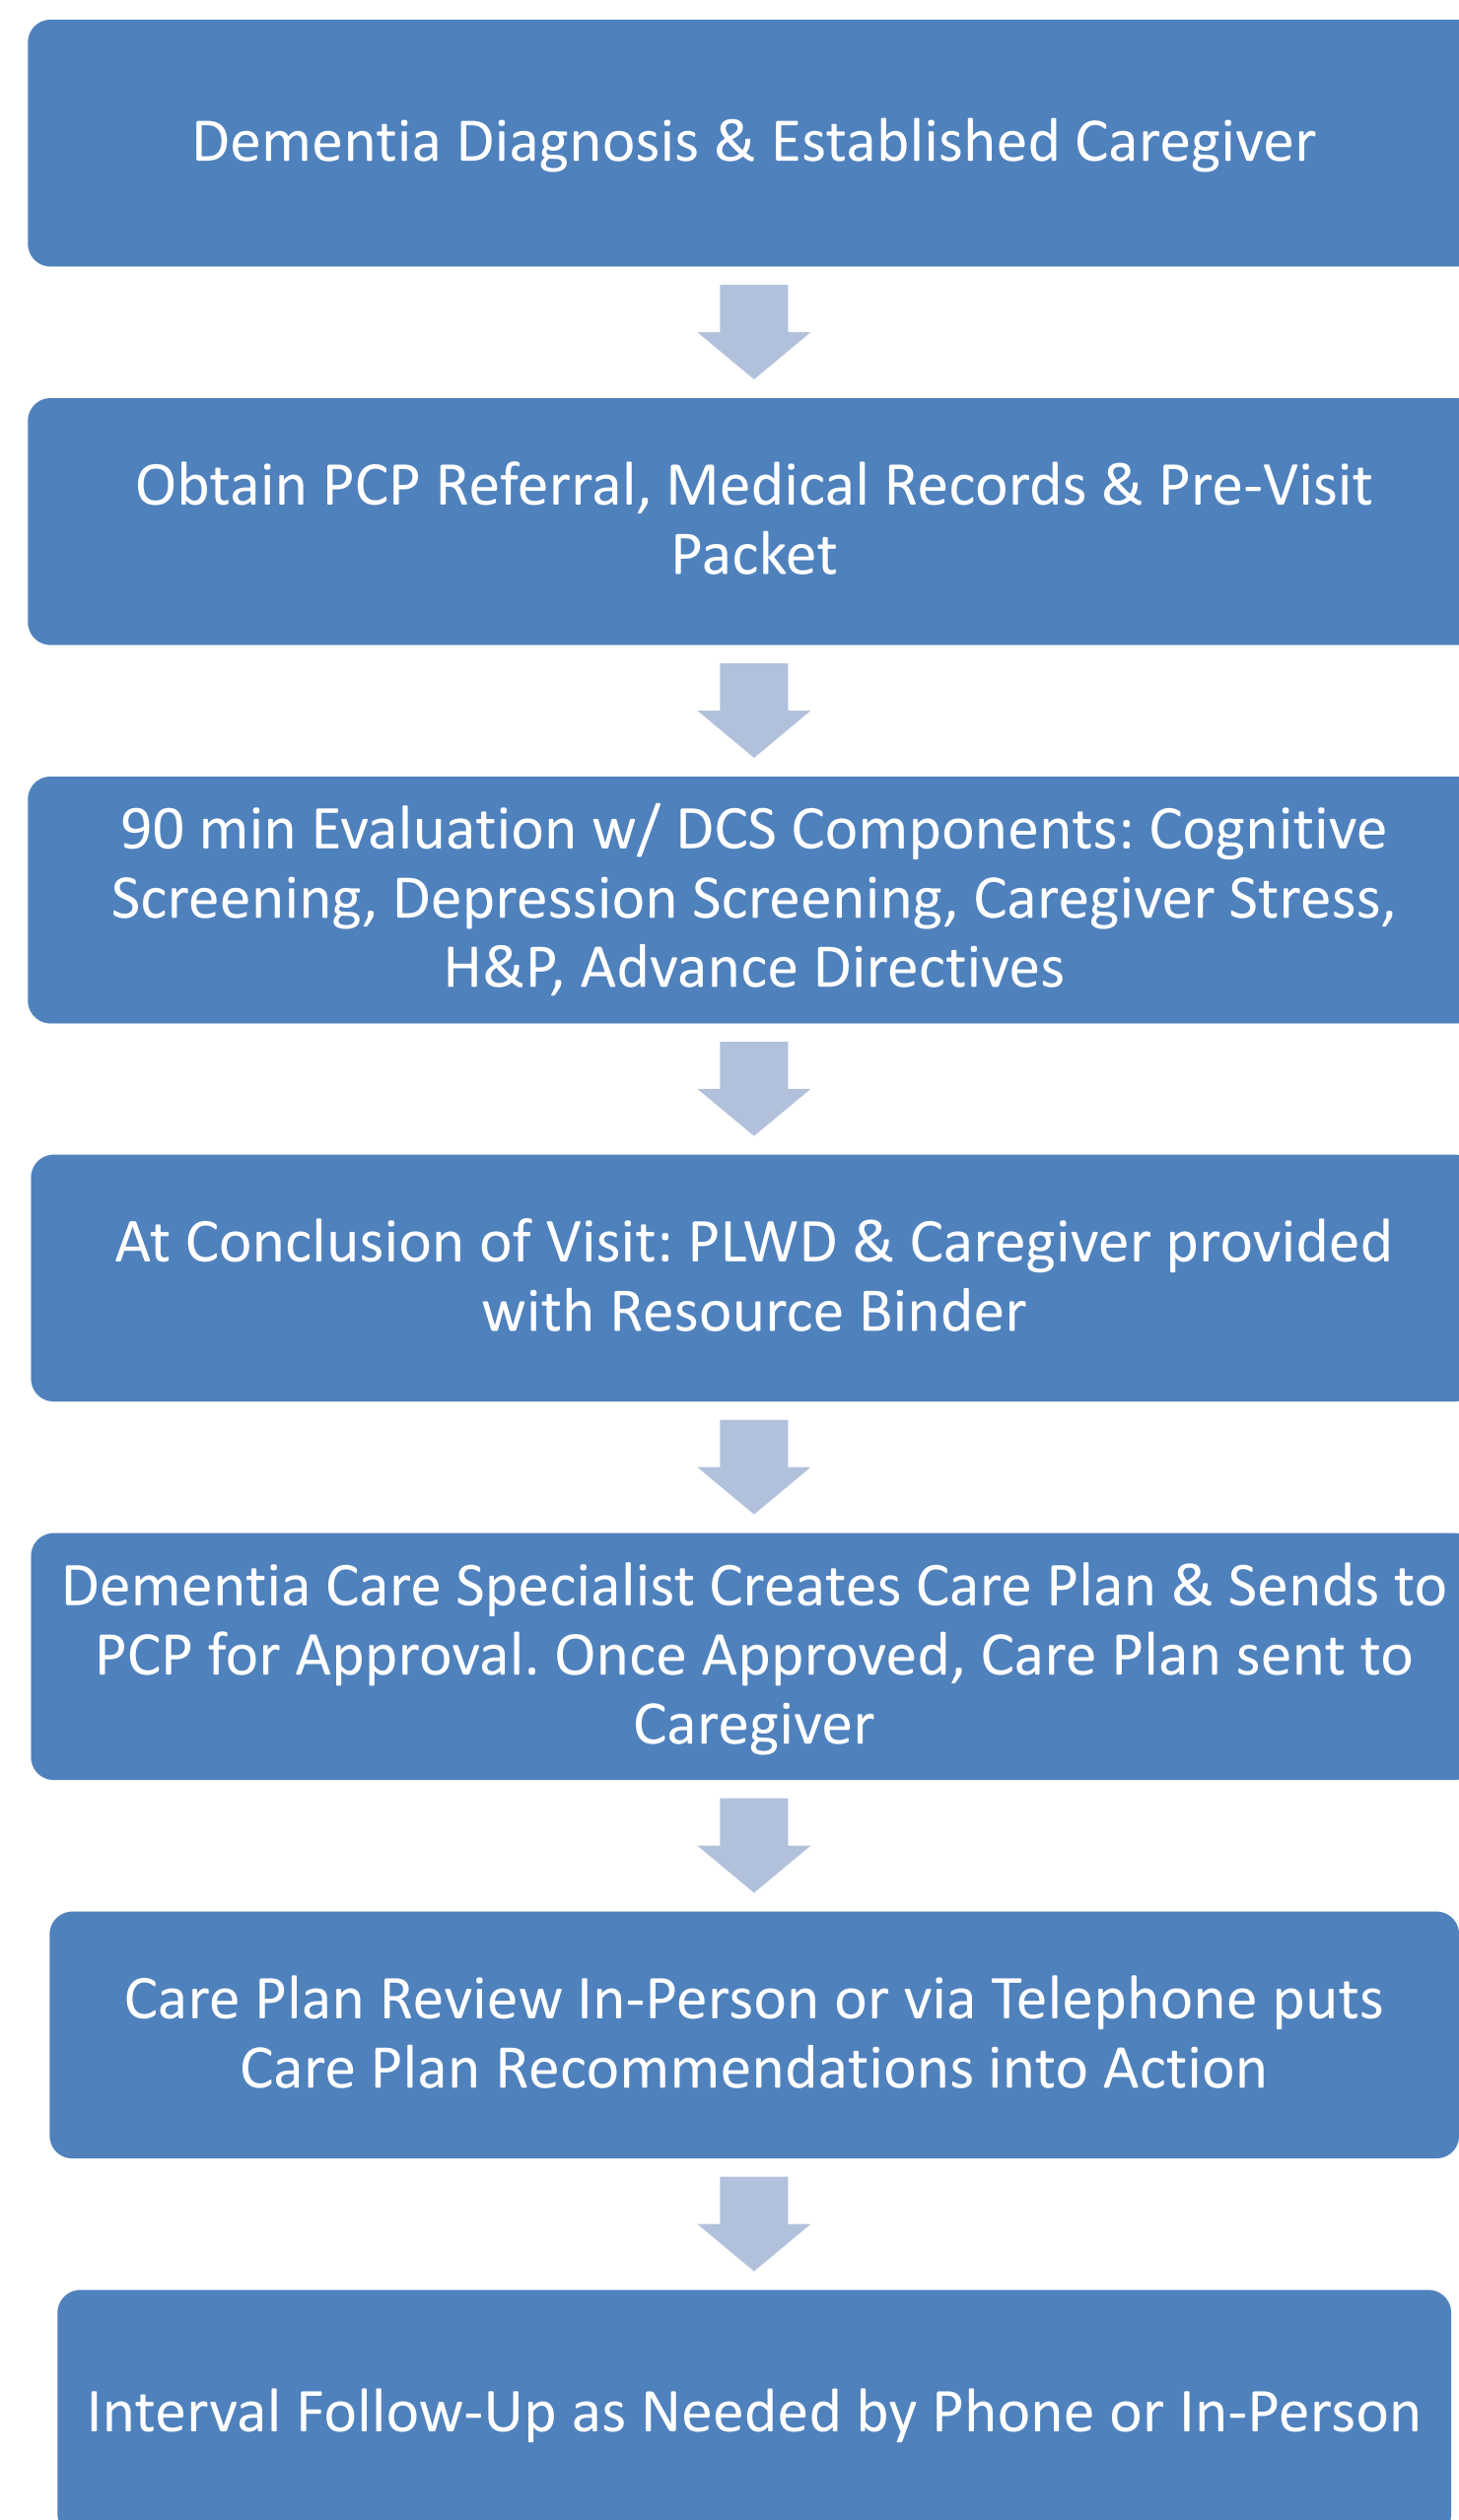 Dementia Diagnosis & Established Caregiver
Obtain PCP Referral, Medical Records & Pre-Visit
Packet
90 min Evaluation w/ DCS Components: Cognitive
Screening, Depression Screening, Caregiver Stress,
H&P, Advance Directives
At Conclusion of Visit: PLWD & Caregiver provided
with Resource Binder
Dementia Care Specialist Creates Care Plan & Sends to
PCP for Approval. Once Approved, Care Plan sent to
Caregiver
Care Plan Review In-Person or via Telephone puts
Care Plan Recommendations into Action
Interval Follow-Up as Needed by Phone or In-Person